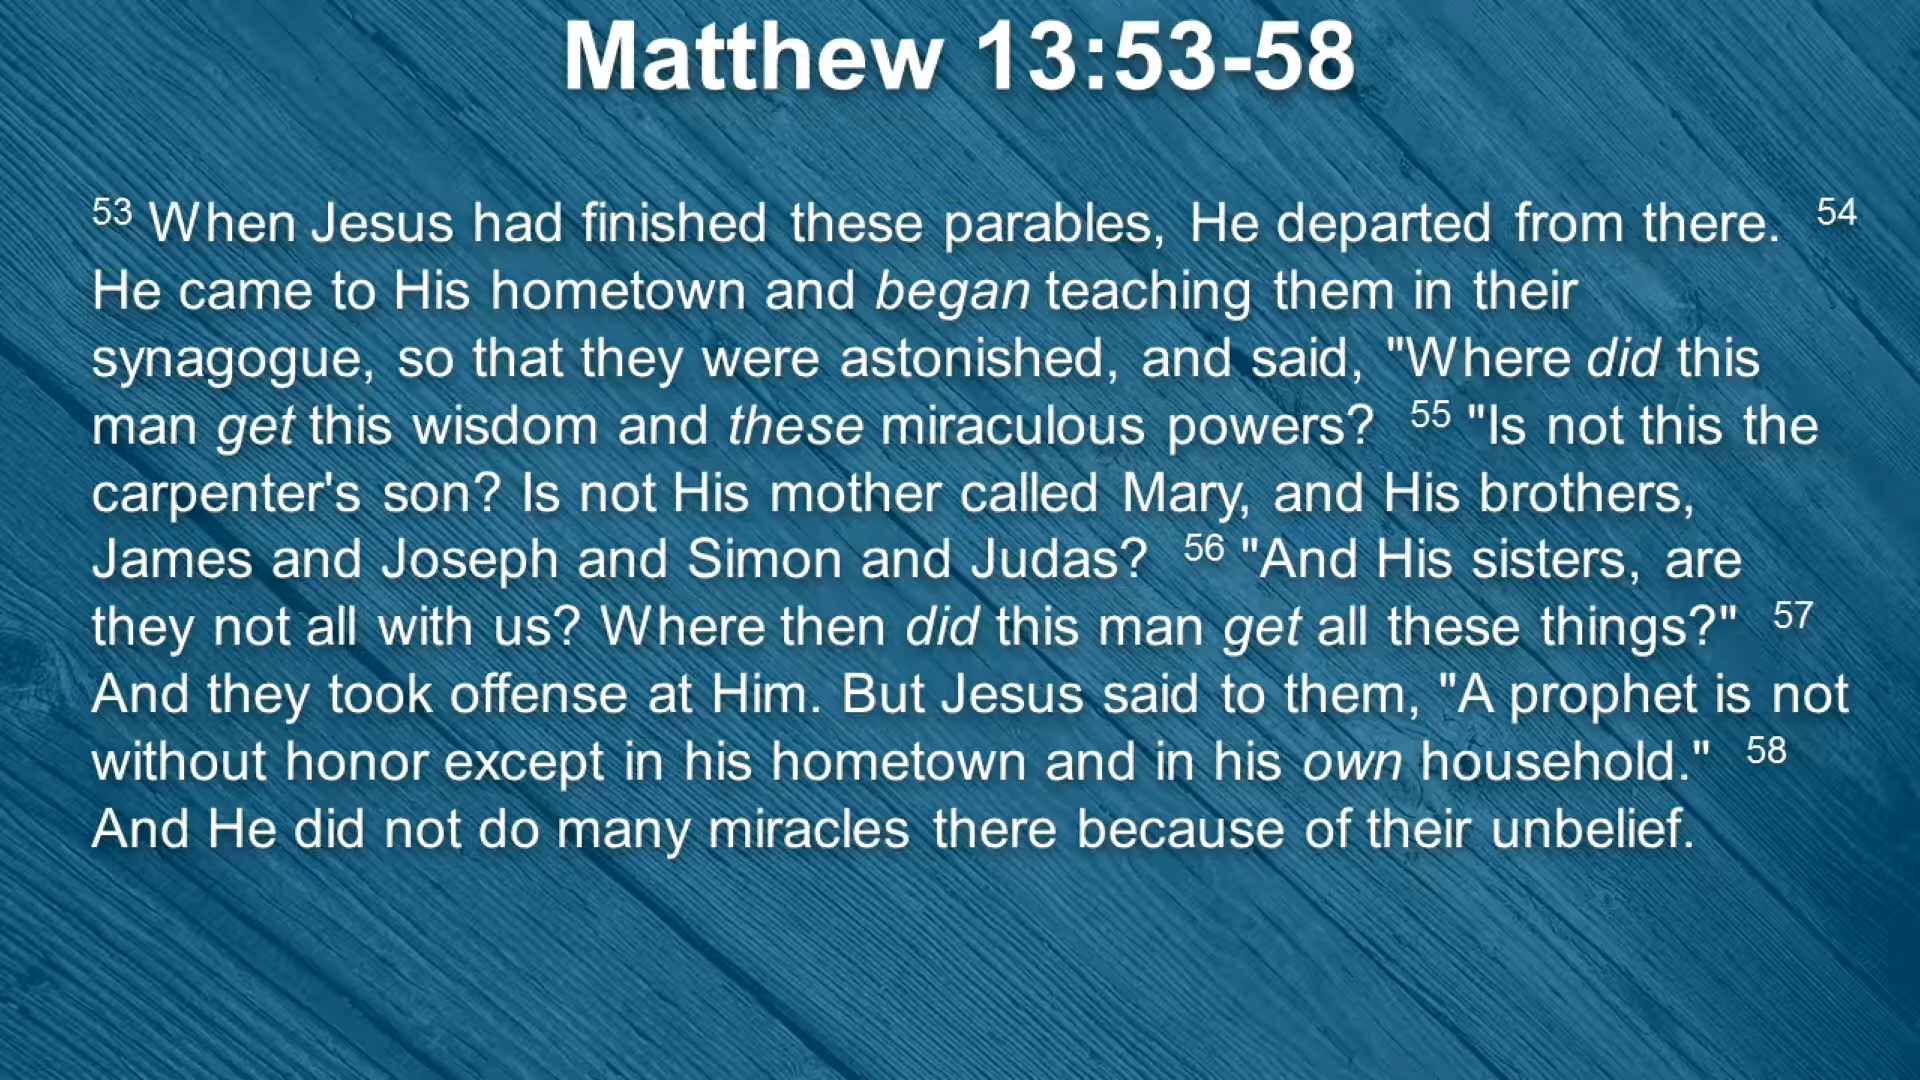 Matthew 13:53-58
53 When Jesus had finished these parables, He departed from there. 54
He came to His hometown and began teaching them in their
synagogue, so that they were astonished, and said, "Where did this
man get this wisdom and these miraculous powers? 55 "Is not this the
carpenter's son? Is not His mother called Mary, and His brothers,
James and Joseph and Simon and Judas? 56 "And His sisters, are
they not all with us? Where then did this man get all these things?" 57
And they took offense at Him. But Jesus said to them, "A prophet is not
without honor except in his hometown and in his own household." 58
And He did not do many miracles there because of their unbelief.